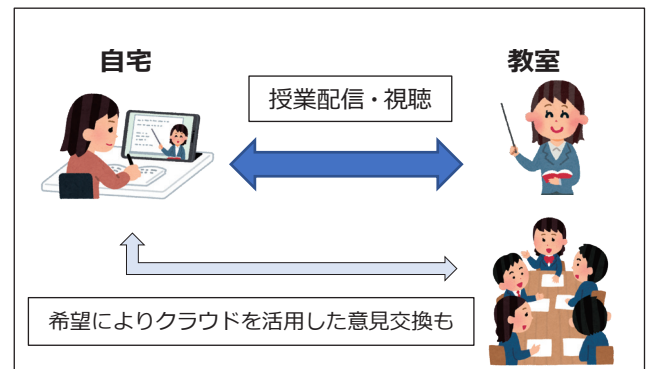 自宅
教室
授業配信・視聴
希望によりクラウドを活用した意見交換も